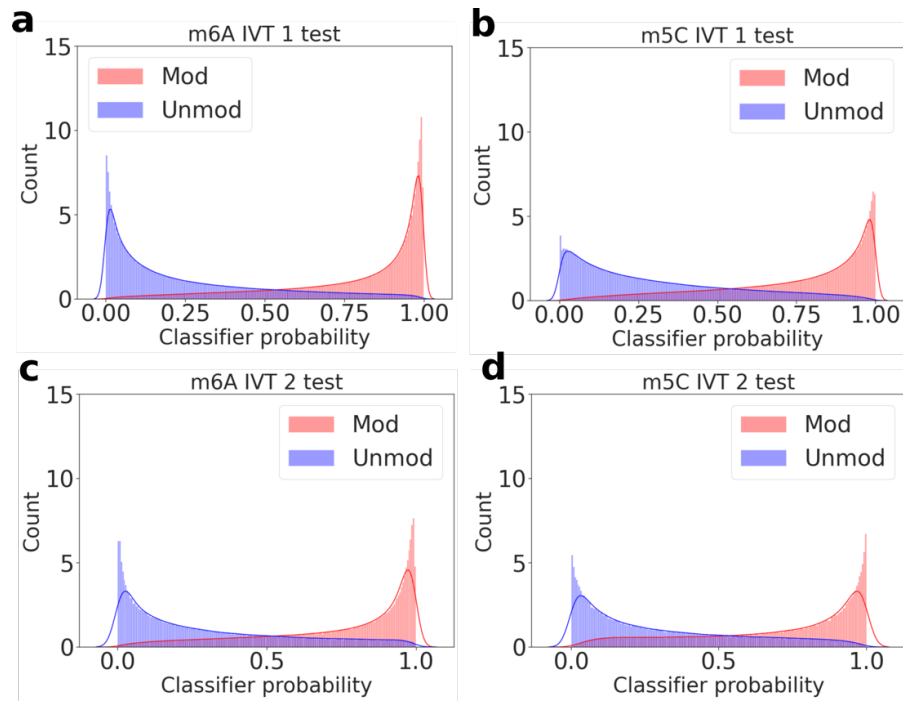 a
m6A IVT 1 test
15
10
5
0
Count
Mod
Unmod
0.00 0.25 0.50 0.75 1.00
Classifier probability
b
m5C IVT 1 test
15
10
5
0
Count
Mod
Unmod
0.00 0.25 0.50 0.75 1.00
Classifier probability
c
m6A IVT 2 test
15
10
5
0
Count
Mod
Unmod
0.0 0.5 1.0
Classifier probability
d
m5C IVT 2 test
15
10
5
0
Count
Mod
Unmod
0.0 0.5 1.0
Classifier probability